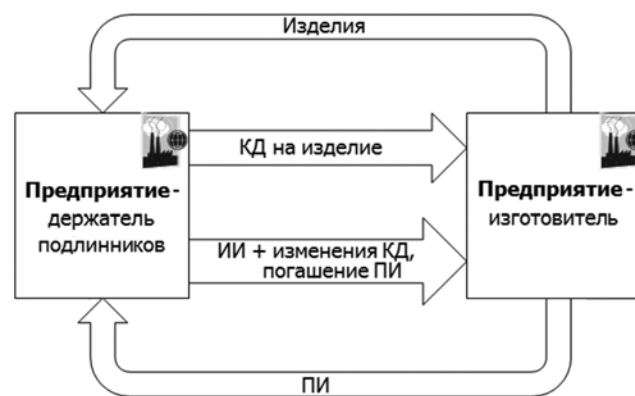 Изделия
КД на изделие
Предприятие-
держатель
подлинников
Предприятие-
изготовитель
ИИ + изменения КД,
погашение ПИ
ПИ